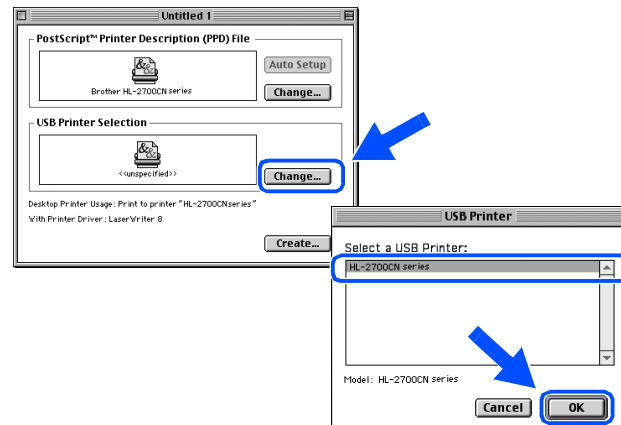 Untitled 1
PostScript™ Printer Description (PPD) File
Auto Setup
Brother HL-2700CN series
Change...
USB Printer Selection
<<unspecified>>
Change...
Desktop Printer Usage: Print to printer "HL-2700CNseries"
With Printer Driver: LaserWriter 8
Create...
USB Printer
Select a USB Printer:
HL-2700CN series
Model: HL-2700CN series
Cancel
OK